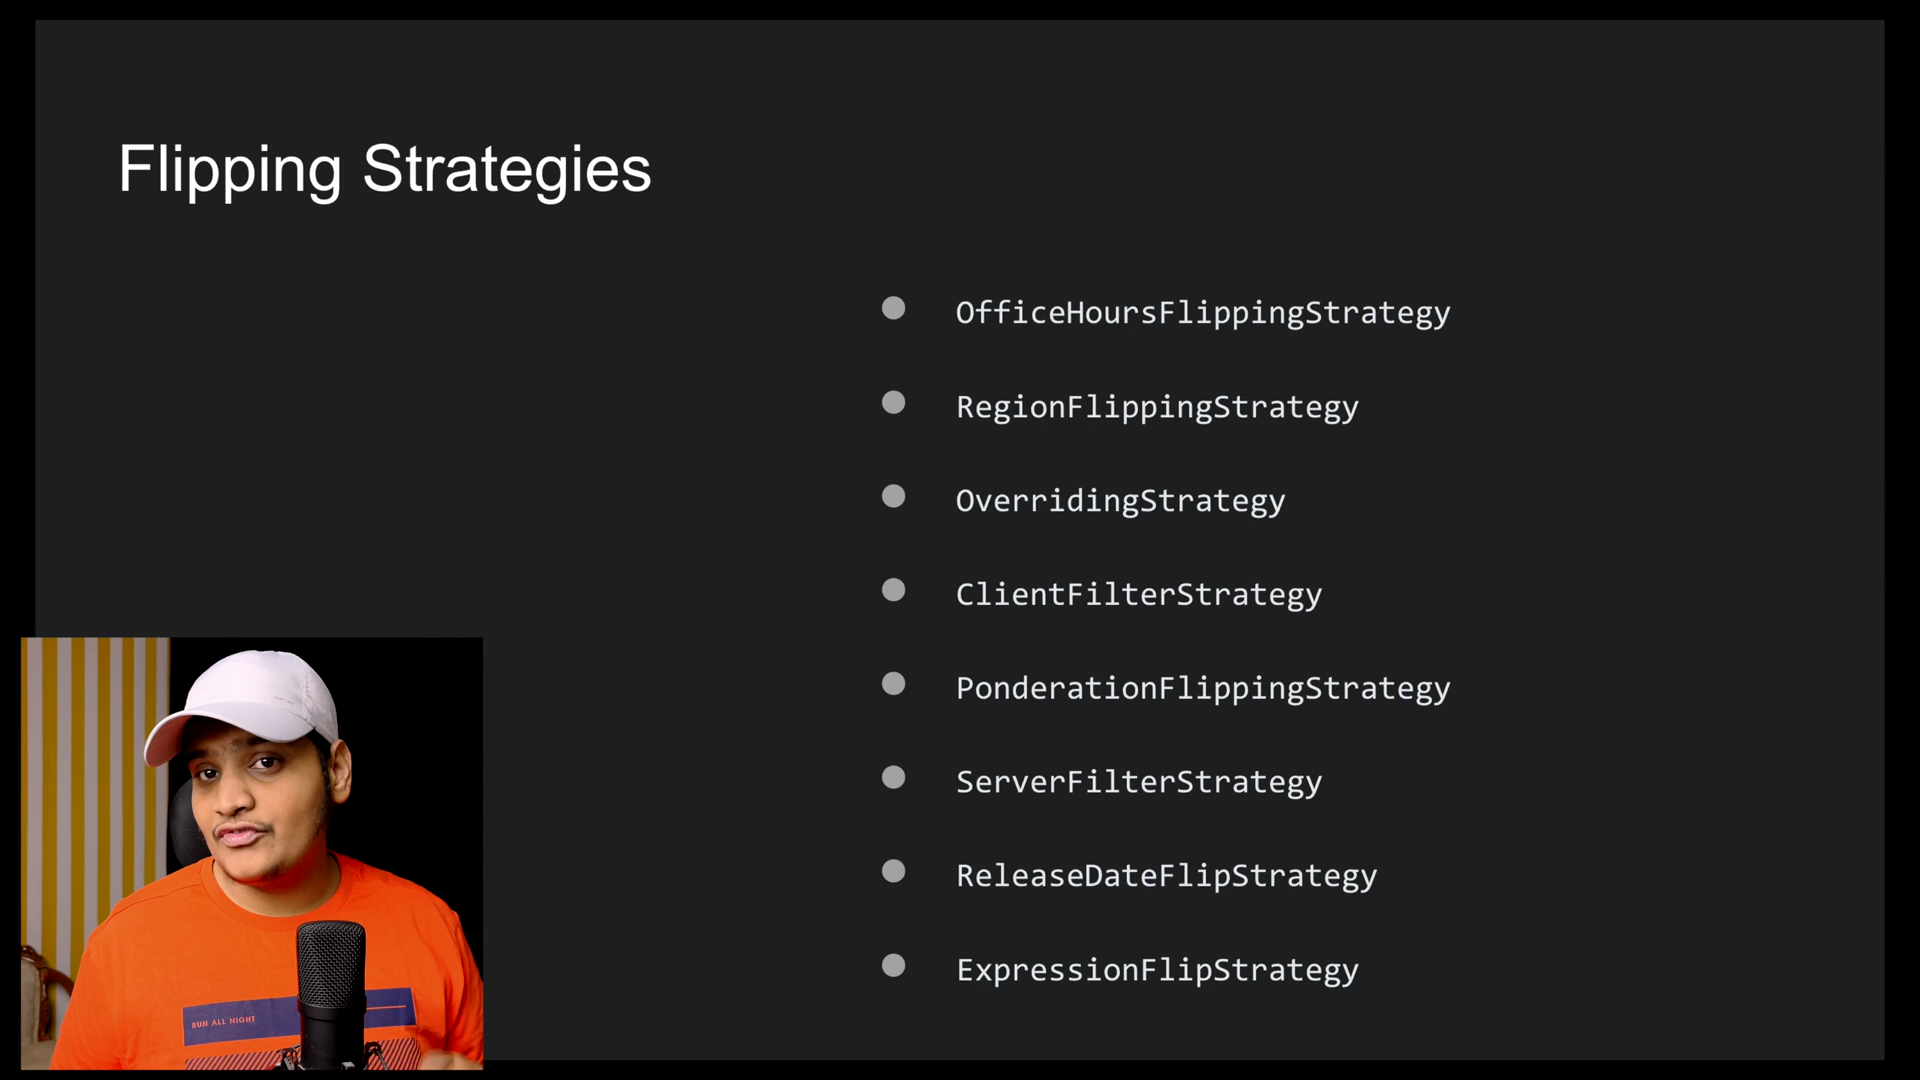 Flipping Strategies
OfficeHoursFlippingStrategy
RegionFlippingStrategy
OverridingStrategy
ClientFilterStrategy
PonderationFlippingStrategy
ServerFilterStrategy
ReleaseDateFlipStrategy
ExpressionFlipStrategy
RUN ALL NIGHT